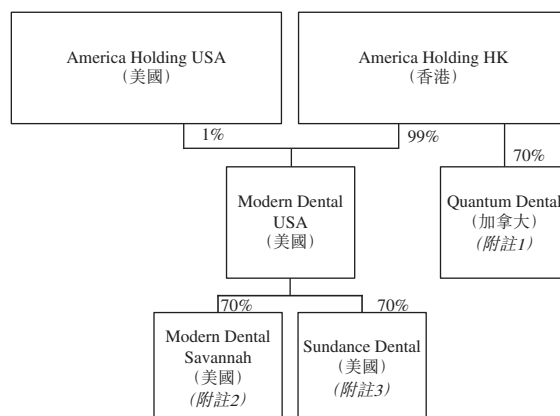 America Holding USA
（美國）
America Holding HK
（香港）
1%
99%
70%
Modern Dental
USA
（美國）
Quantum Dental
（加拿大）
（附註1）
70%
70%
Modern Dental
Savannah
（美國）
（附註2）
Sundance Dental
（美國）
（附註3）